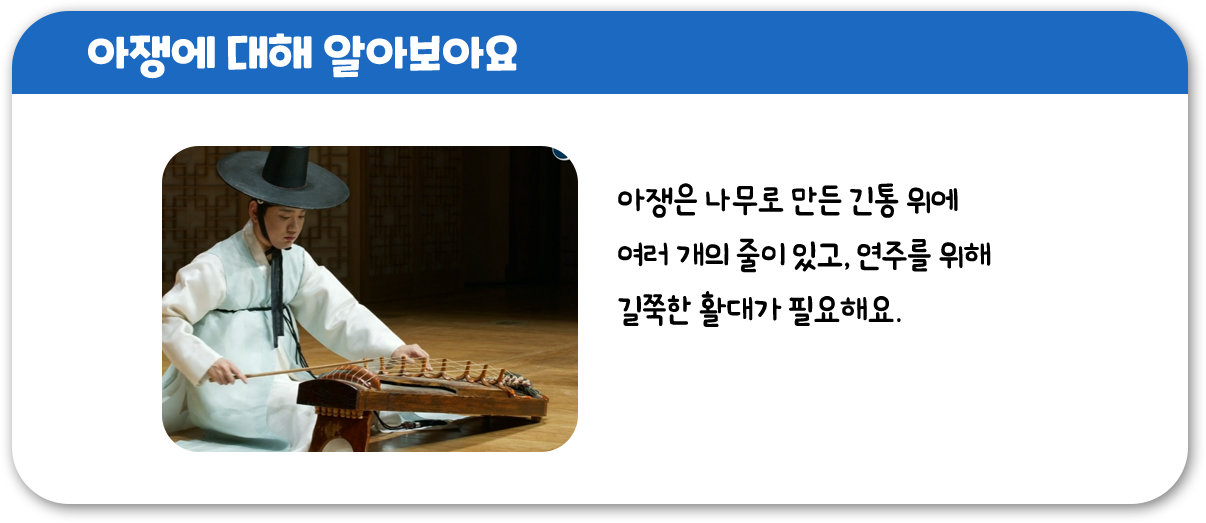 아쟁에 대해 알아보아요
아쟁은 나무로 만든 긴통 위에
여러 개의 줄이 있고, 연주를 위해
길쭉한 활대가 필요해요.